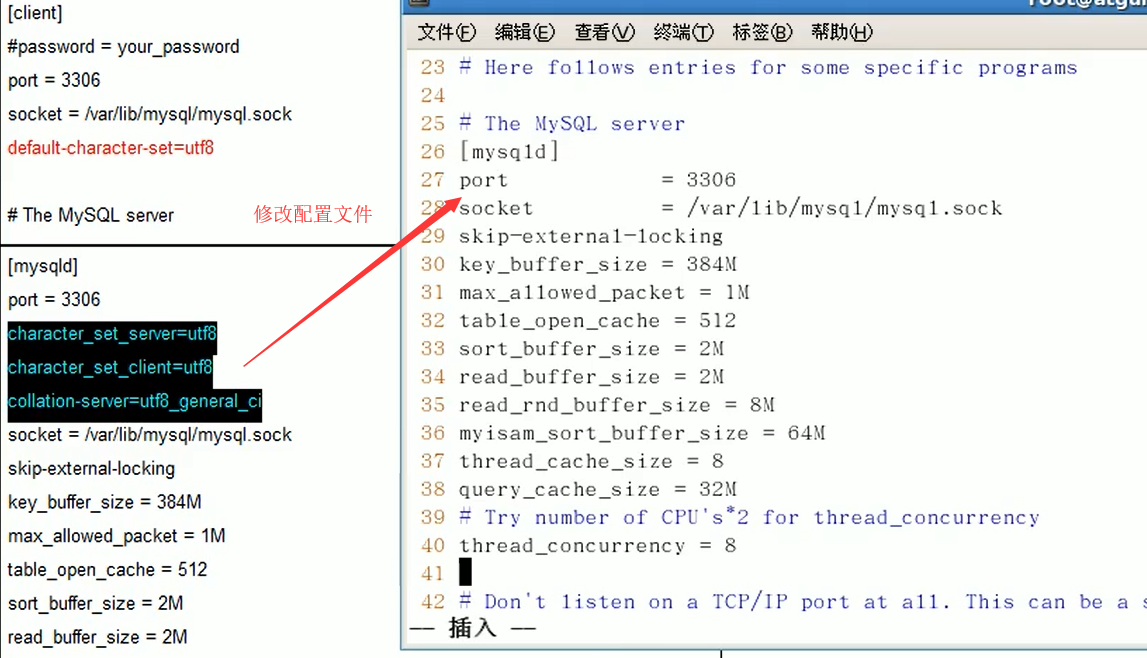 [client]
#password = your_password
port = 3306
socket = /var/lib/mysql/mysql.sock
default-character-set=utf8
# The MySQL server
[mysqld]
port = 3306
character_set_server=utf8
character_set_client=utf8
collation-server=utf8_general_ci
socket = /var/lib/mysql/mysql.sock
skip-external-locking
key_buffer_size = 384M
max_allowed_packet = 1M
table_open_cache = 512
sort_buffer_size = 2M
read_buffer_size = 2M
修改配置文件
文件(F) 编辑(E) 查看(V) 终端(T) 标签(B) 帮助(H)
23 # Here follows entries for some specific programs
24
25 # The MySQL server
26 [mysqld]
27 port = 3306
28 socket = /var/lib/mysql/mysql.sock
29 skip-external-locking
30 key_buffer_size = 384M
31 max_allowed_packet = 1M
32 table_open_cache = 512
33 sort_buffer_size = 2M
34 read_buffer_size = 2M
35 read_rnd_buffer_size = 8M
36 myisam_sort_buffer_size = 64M
37 thread_cache_size = 8
38 query_cache_size = 32M
39 # Try number of CPU's*2 for thread_concurrency
40 thread_concurrency = 8
41
42 # Don't listen on a TCP/IP port at all. This can be a
-- 插入 --